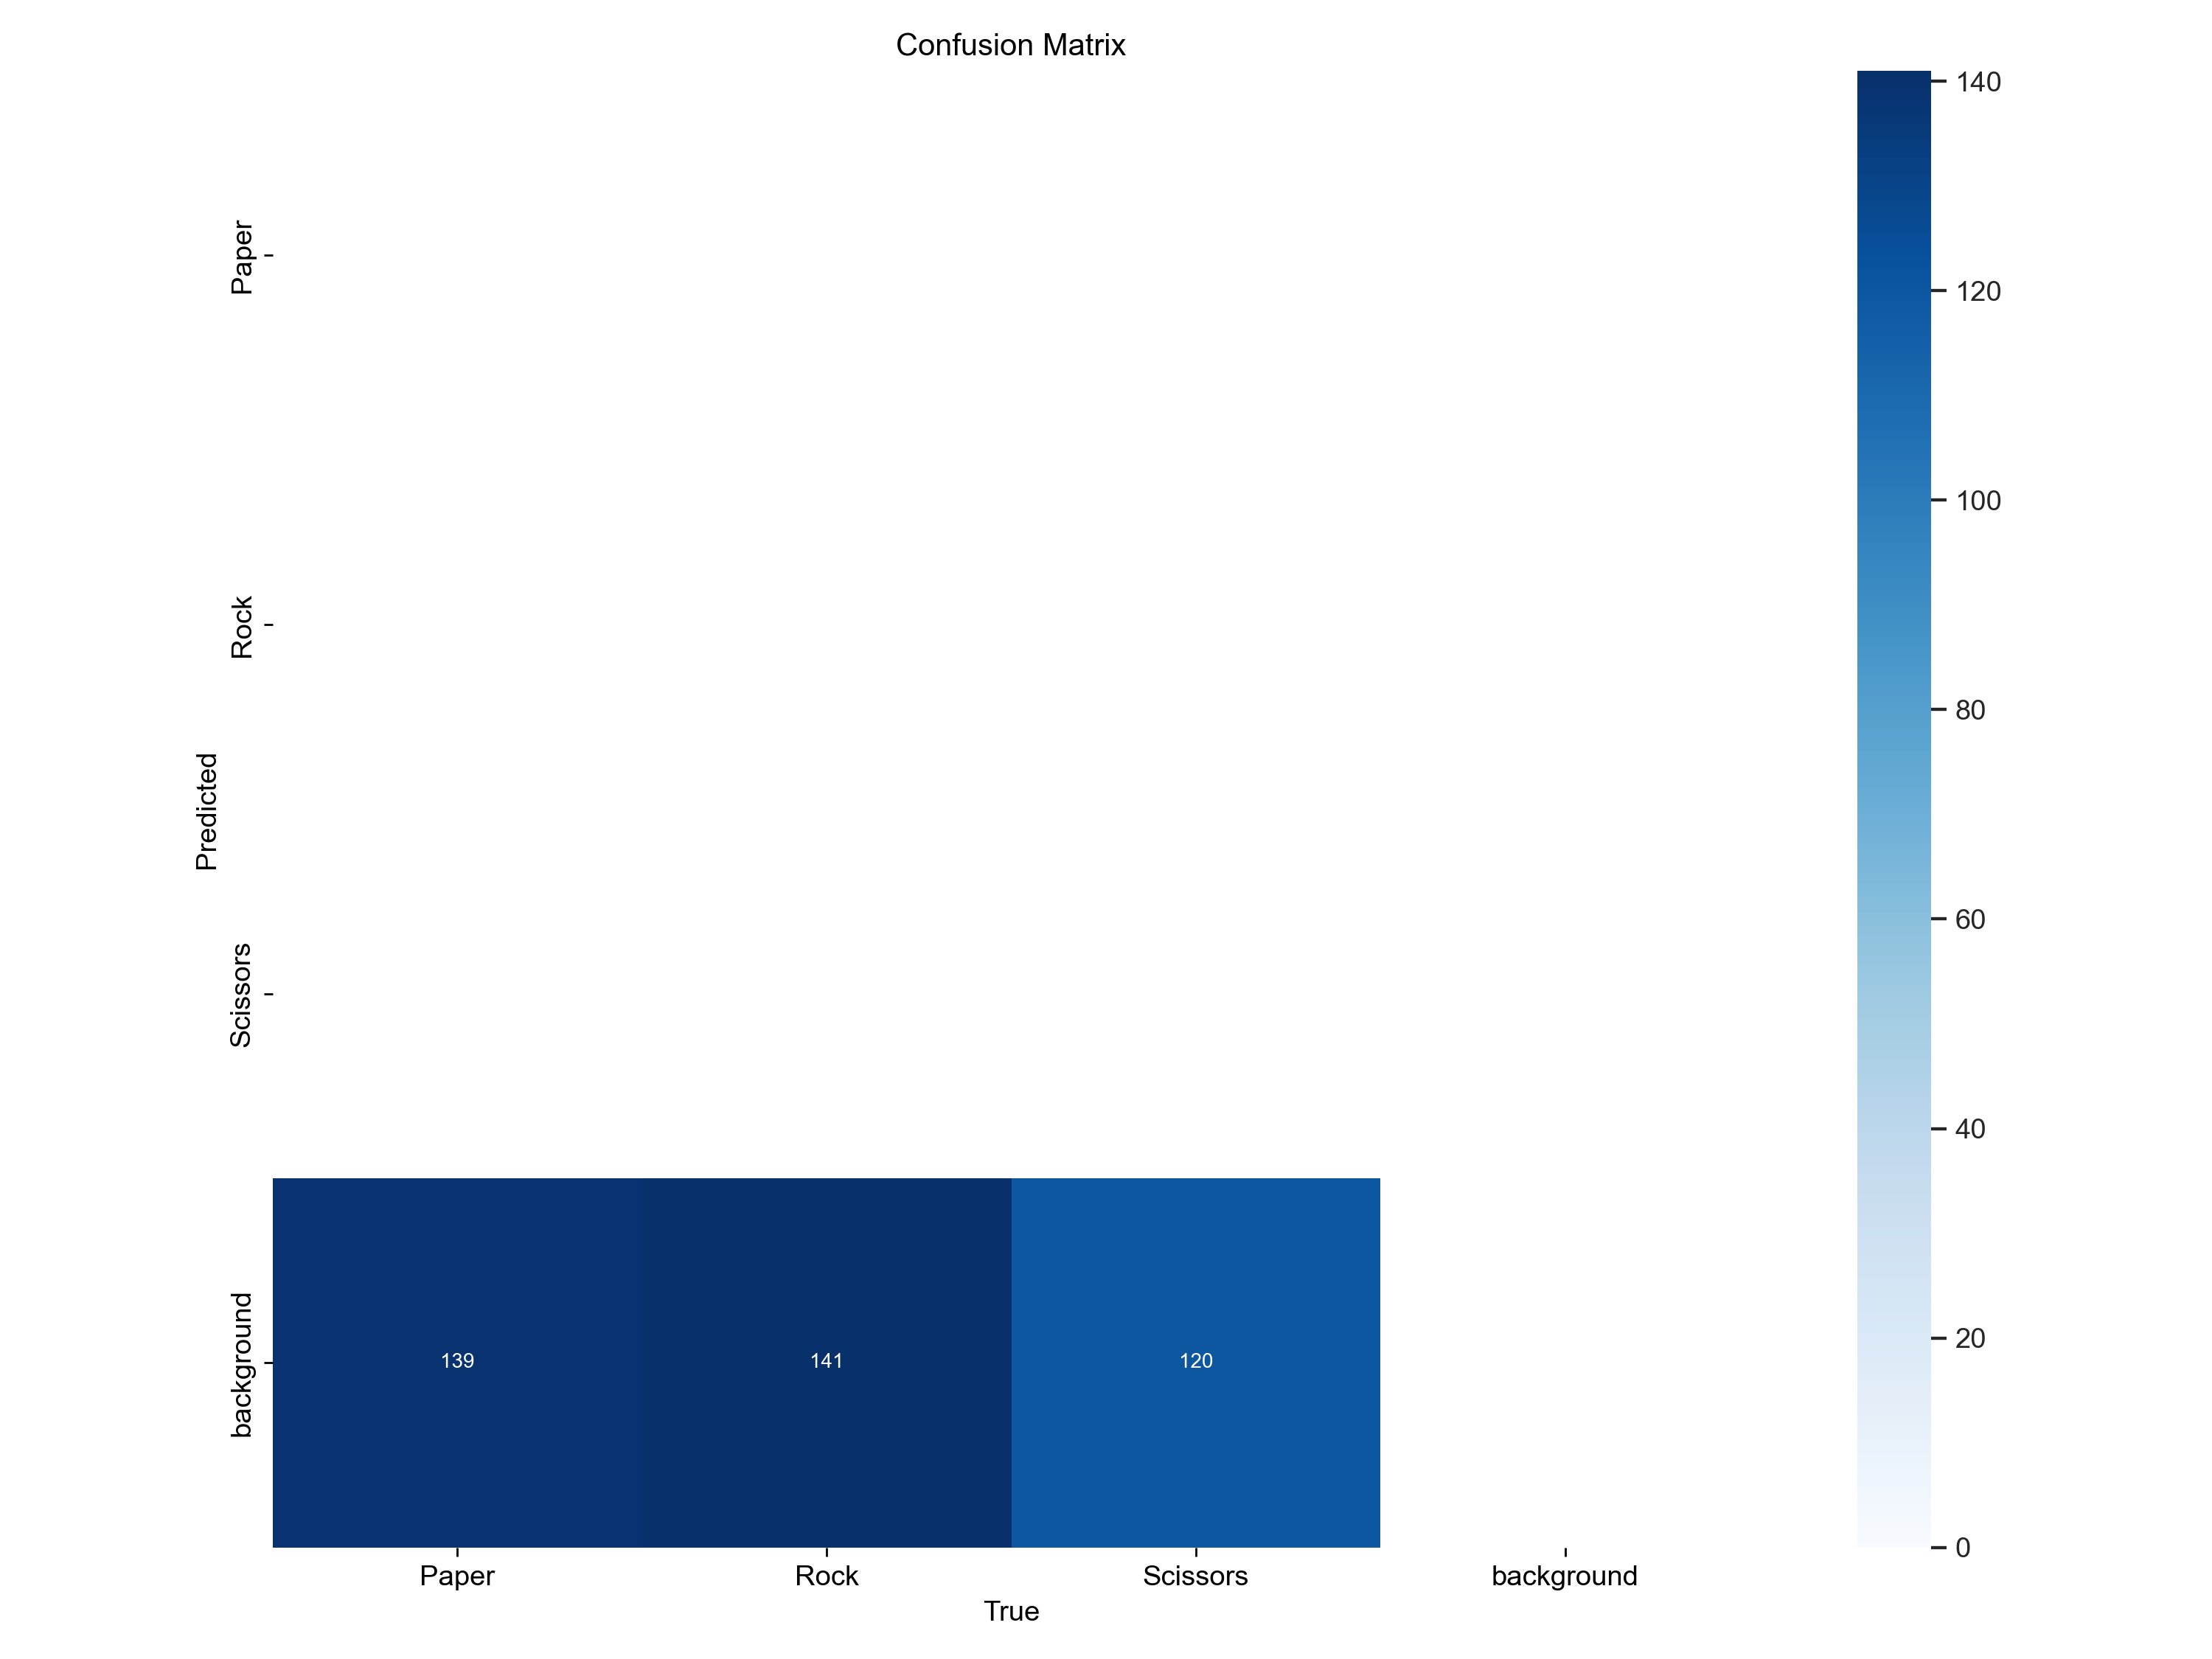 Confusion Matrix
140
120
100
80
60
40
20
0
Predicted
Paper
Rock
Scissors
background
139
141
120
Paper
Rock
Scissors
background
True